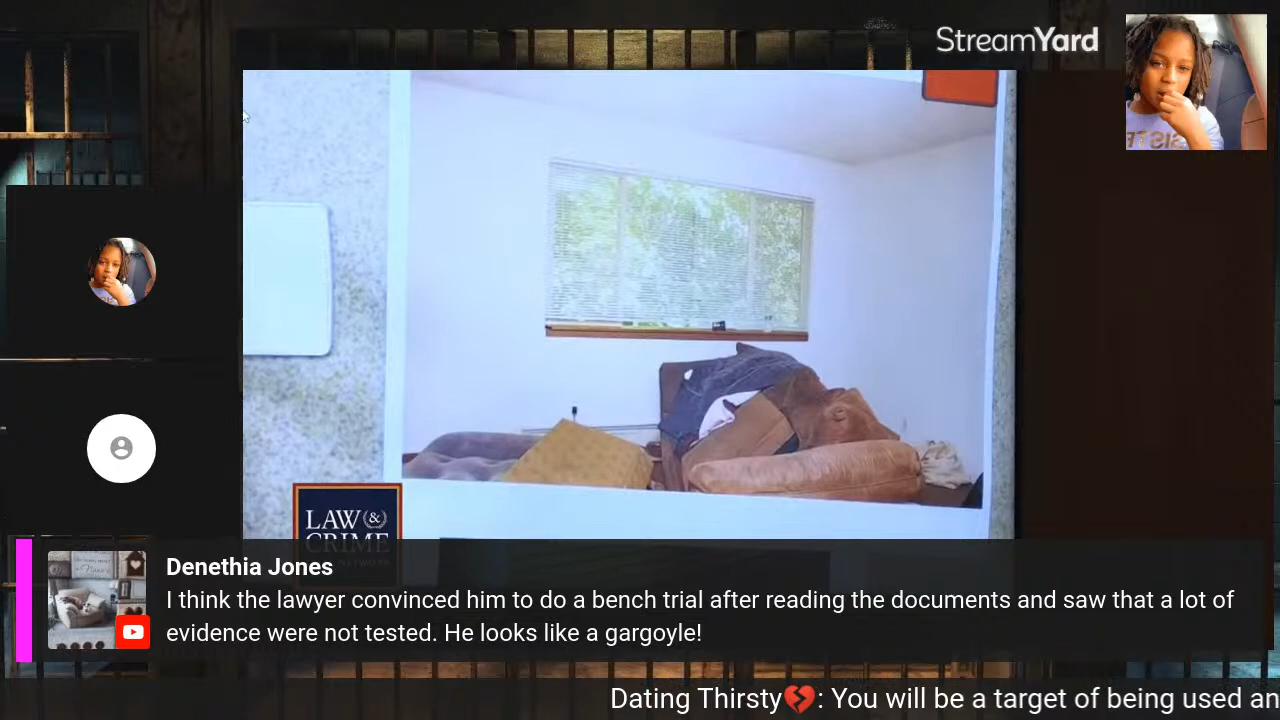 StreamYard
LAW &
CRIME
NETWORK
Denethia Jones
I think the lawyer convinced him to do a bench trial after reading the documents and saw that a lot of
evidence were not tested. He looks like a gargoyle!
Dating Thirsty💔: You will be a target of being used an